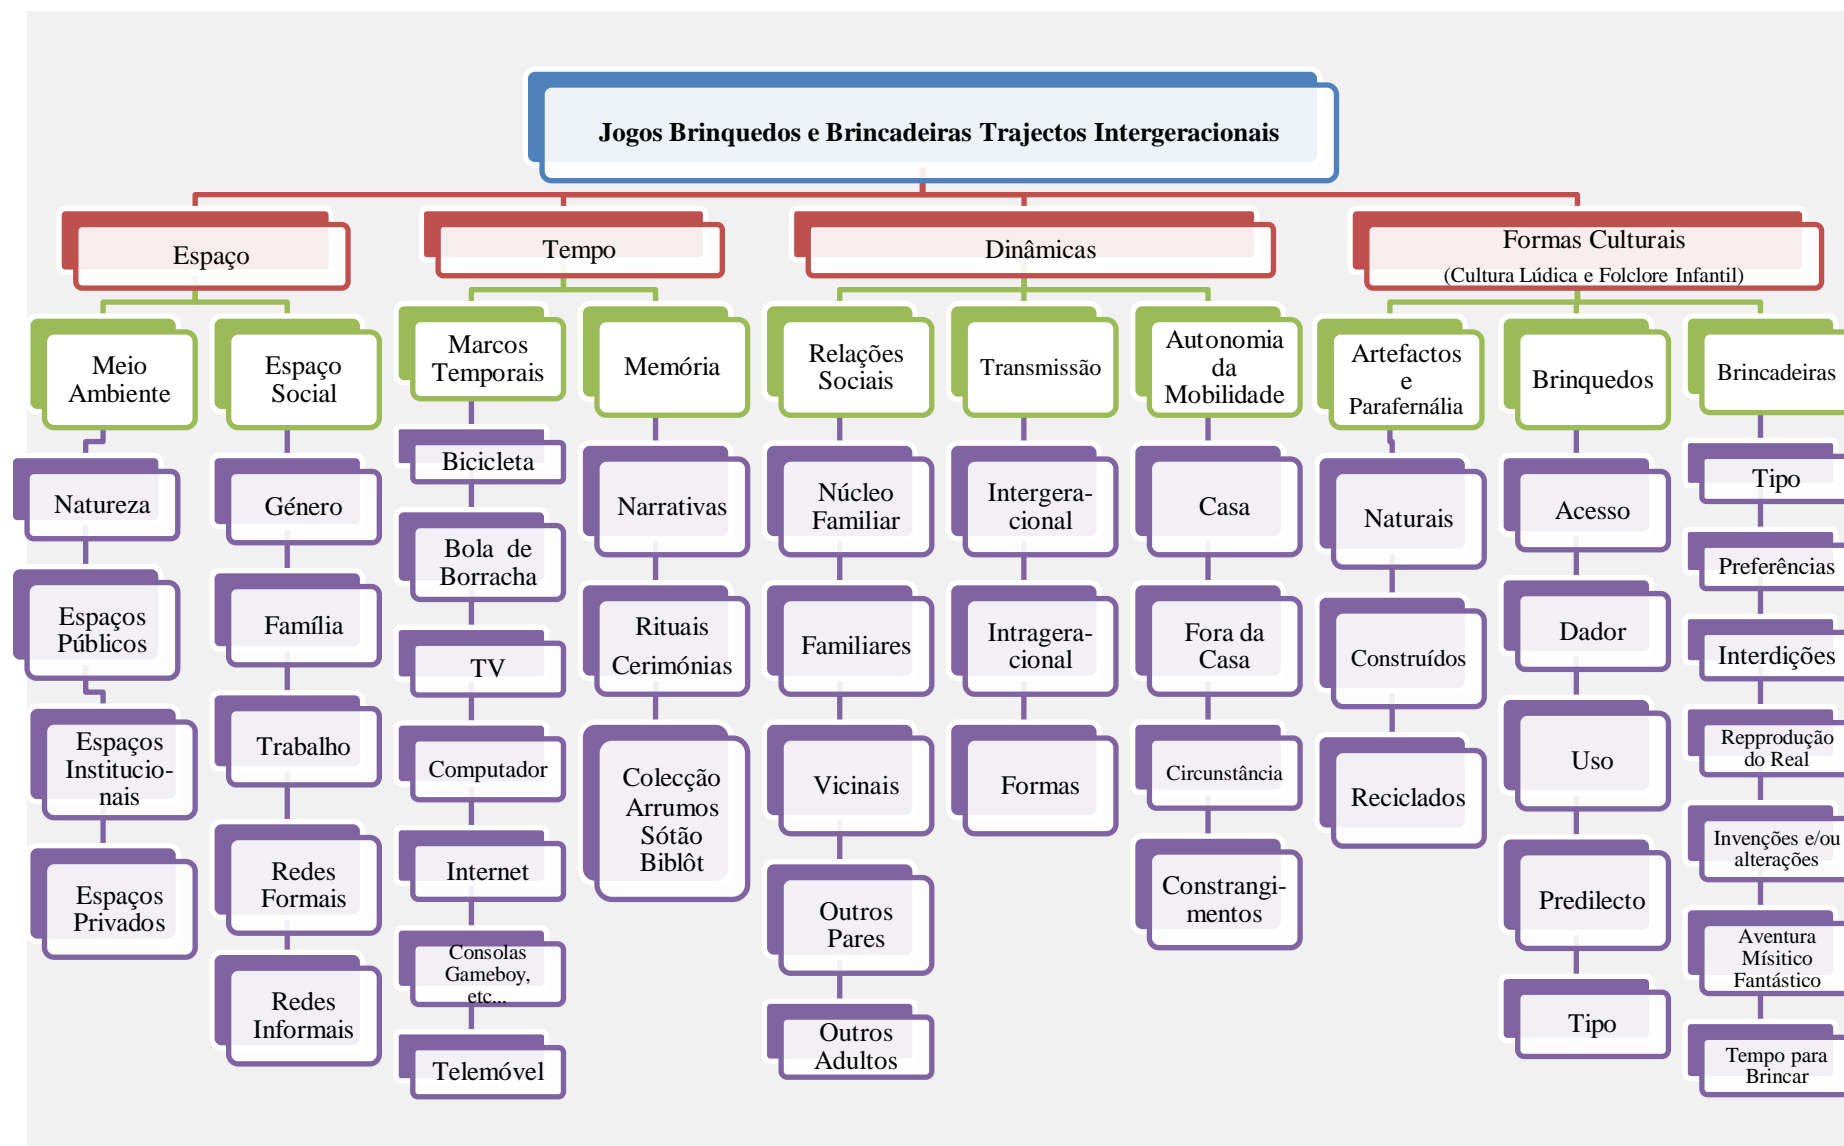 Jogos Brinquedos e Brincadeiras Trajectos Intergeracionais
Espaço
Tempo
Dinâmicas
Formas Culturais
(Cultura Lúdica e Folclore Infantil)
Meio
Ambiente
Natureza
Espaços
Públicos
Espaços
Institucio-
nais
Espaços
Privados
Espaço
Social
Género
Família
Trabalho
Redes
Formais
Redes
Informais
Marcos
Temporais
Bicicleta
Bola de
Borracha
TV
Computador
Internet
Consolas
Gameboy,
etc...
Telemóvel
Memória
Narrativas
Rituais
Cerimónias
Colecção
Arrumos
Sótão
Biblôt
Relações
Sociais
Núcleo
Familiar
Familiares
Vicinais
Outros
Pares
Outros
Adultos
Transmissão
Intergera-
cional
Intragera-
cional
Formas
Autonomia
da
Mobilidade
Casa
Fora da
Casa
Circunstância
Constrangi-
mentos
Artefactos
e
Parafernália
Naturais
Construídos
Reciclados
Brinquedos
Acesso
Dador
Uso
Predilecto
Tipo
Brincadeiras
Tipo
Preferências
Interdições
Repprodução
do Real
Invenções e/ou
alterações
Aventura
Mísitico
Fantástico
Tempo para
Brincar